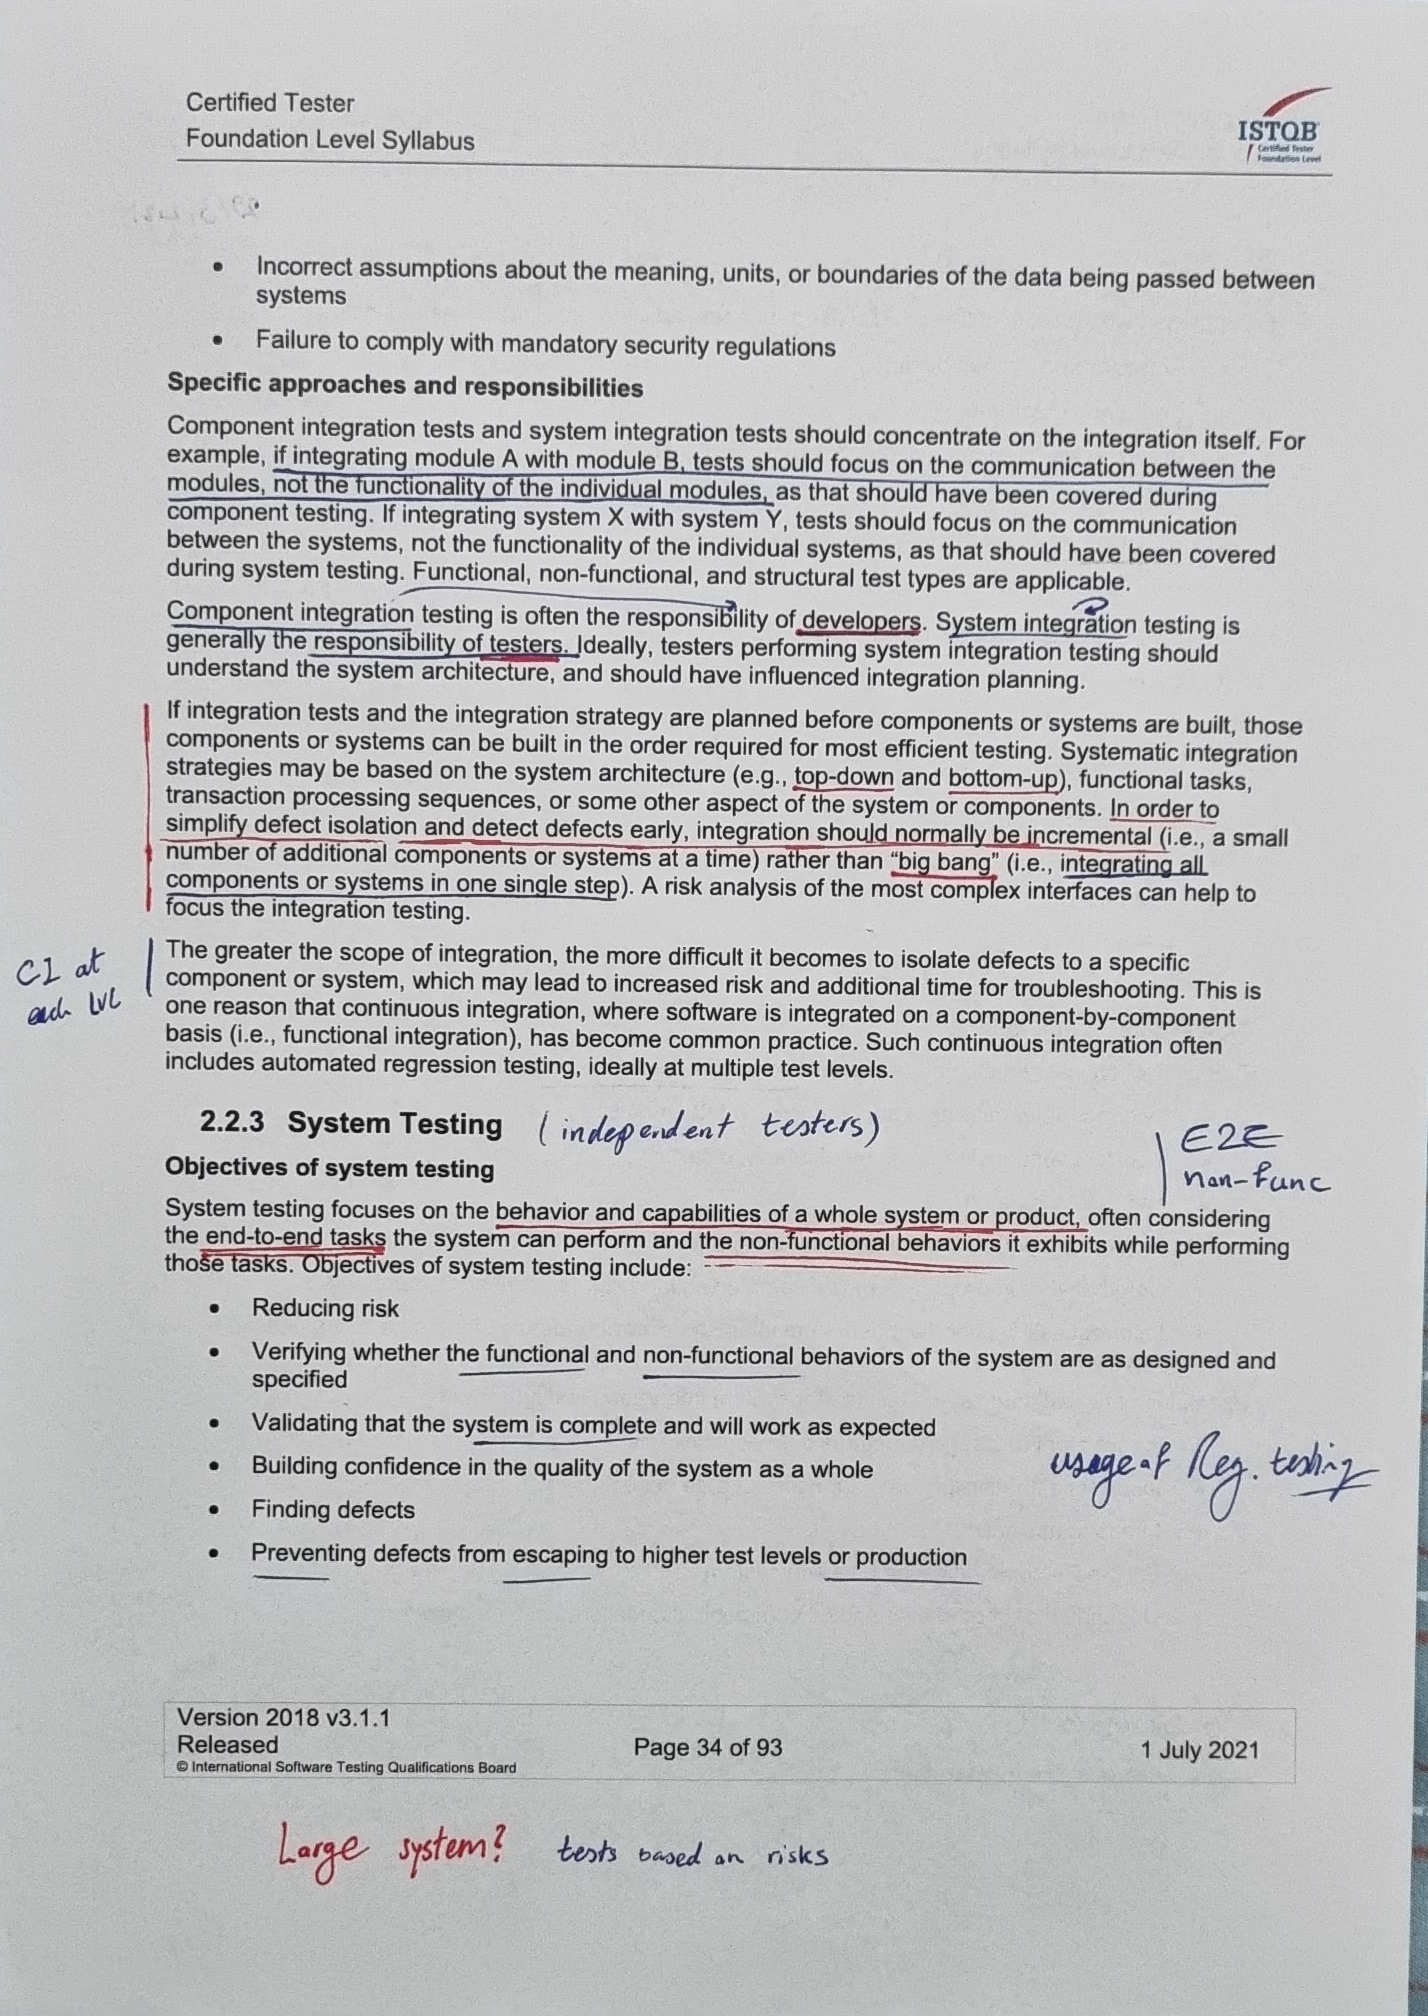 Certified Tester
Foundation Level Syllabus
ISTQB
Certified Tester
Foundation Level
• Incorrect assumptions about the meaning, units, or boundaries of the data being passed between
systems
• Failure to comply with mandatory security regulations
Specific approaches and responsibilities
Component integration tests and system integration tests should concentrate on the integration itself. For
example, if integrating module A with module B, tests should focus on the communication between the
modules, not the functionality of the individual modules, as that should have been covered during
component testing. If integrating system X with system Y, tests should focus on the communication
between the systems, not the functionality of the individual systems, as that should have been covered
during system testing. Functional, non-functional, and structural test types are applicable.
Component integration testing is often the responsibility of developers. System integration testing is
generally the responsibility of testers. Ideally, testers performing system integration testing should
understand the system architecture, and should have influenced integration planning.
If integration tests and the integration strategy are planned before components or systems are built, those
components or systems can be built in the order required for most efficient testing. Systematic integration
strategies may be based on the system architecture (e.g., top-down and bottom-up), functional tasks,
transaction processing sequences, or some other aspect of the system or components. In order to
simplify defect isolation and detect defects early, integration should normally be incremental (i.e., a small
number of additional components or systems at a time) rather than “big bang” (i.e., integrating all
components or systems in one single step). A risk analysis of the most complex interfaces can help to
focus the integration testing.
CI at
each lvl
The greater the scope of integration, the more difficult it becomes to isolate defects to a specific
component or system, which may lead to increased risk and additional time for troubleshooting. This is
one reason that continuous integration, where software is integrated on a component-by-component
basis (i.e., functional integration), has become common practice. Such continuous integration often
includes automated regression testing, ideally at multiple test levels.
2.2.3 System Testing (independent testers)
E2E
non-func
Objectives of system testing
System testing focuses on the behavior and capabilities of a whole system or product, often considering
the end-to-end tasks the system can perform and the non-functional behaviors it exhibits while performing
those tasks. Objectives of system testing include:
• Reducing risk
• Verifying whether the functional and non-functional behaviors of the system are as designed and
specified
• Validating that the system is complete and will work as expected
• Building confidence in the quality of the system as a whole
usage of Reg. testing
• Finding defects
• Preventing defects from escaping to higher test levels or production
Version 2018 v3.1.1
Released
Page 34 of 93
1 July 2021
© International Software Testing Qualifications Board
Large system? tests based on risks